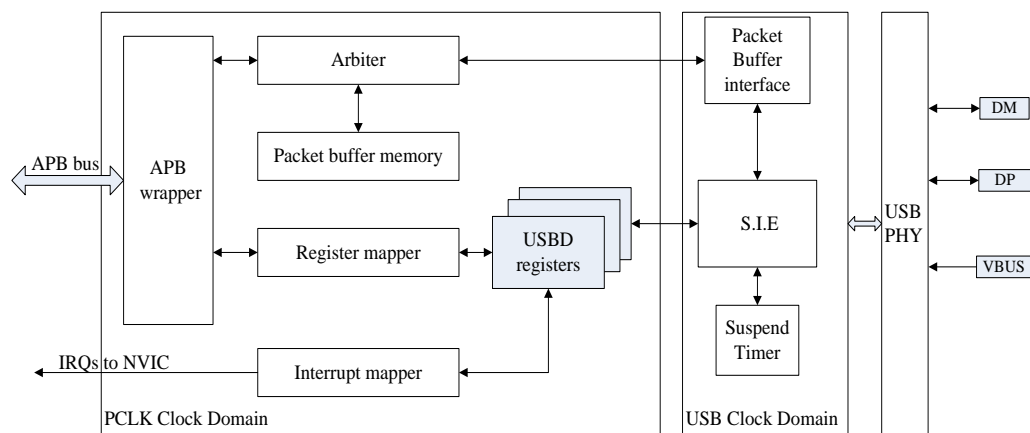 Arbiter
Packet
Buffer
interface
DM
APB bus
APB
wrapper
Packet buffer memory
DP
USBD
registers
S.I.E
USB
PHY
Register mapper
VBUS
Suspend
Timer
IRQs to NVIC
Interrupt mapper
PCLK Clock Domain
USB Clock Domain